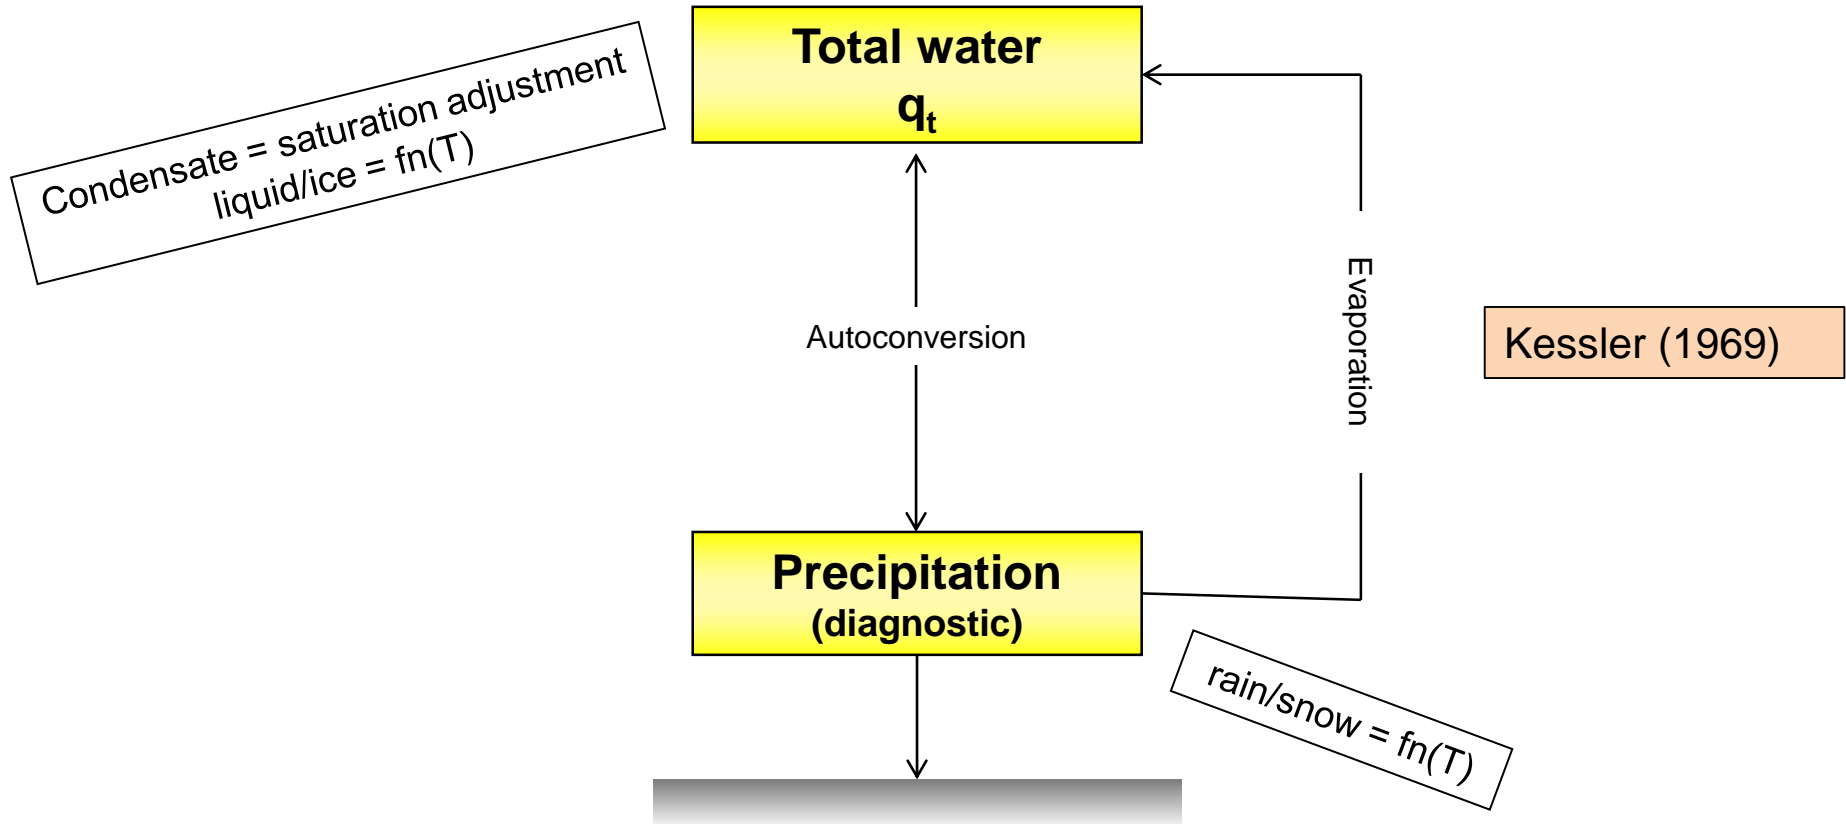 Total water
qₜ
Condensate = saturation adjustment
liquid/ice = fn(T)
Evaporation
Autoconversion
Kessler (1969)
Precipitation
(diagnostic)
rain/snow = fn(T)